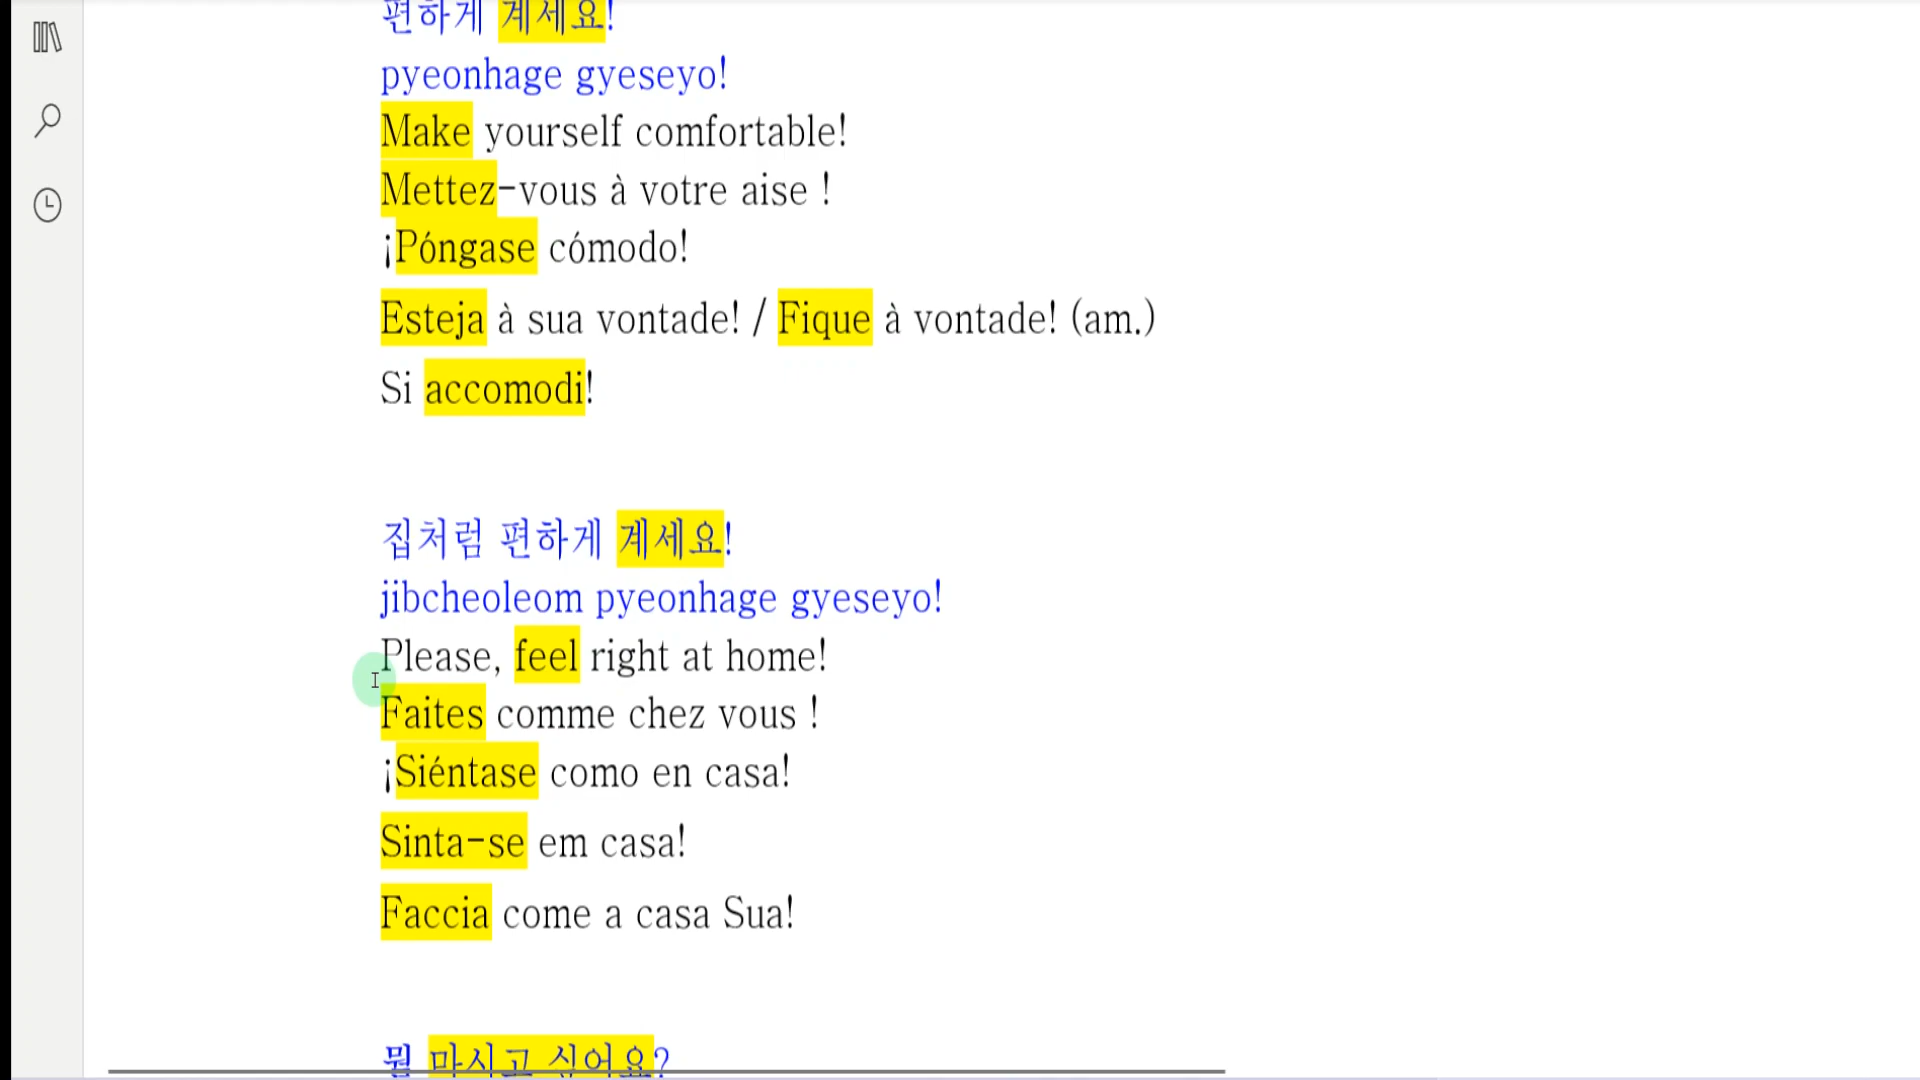 편하게 계세요!
pyeonhage gyeseyo!
Make yourself comfortable!
Mettez-vous à votre aise !
¡Póngase cómodo!
Esteja à sua vontade! / Fique à vontade! (am.)
Si accomodi!
집처럼 편하게 계세요!
jibcheoleom pyeonhage gyeseyo!
Please, feel right at home!
Faites comme chez vous !
¡Siéntase como en casa!
Sinta-se em casa!
Faccia come a casa Sua!
뭘 마시고 싶어요?